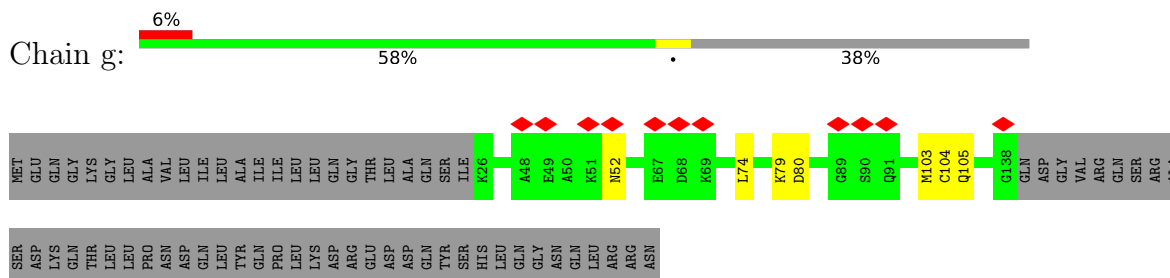 6%
Chain g:
58% • 38%
MET GLU GLN GLY LYS GLY LEU ALA VAL LEU ILE LEU ALA ILE ILE LEU LEU GLN GLY THR LEU ALA GLN SER ILE K26 A48 E49 A50 K51 N52 E67 D68 K69 L74 K79 D80 G89 S90 Q91 M103 C104 Q105 G138 GLN ASP GLY VAL ARG GLN SER ARG
SER ASP LYS GLN THR LEU LEU PRO ASN ASP GLN LEU TYR GLN PRO LEU LYS ASP ARG GLU ASP ASP GLN TYR SER HIS LEU GLN GLY ASN GLN LEU ARG ARG ASN